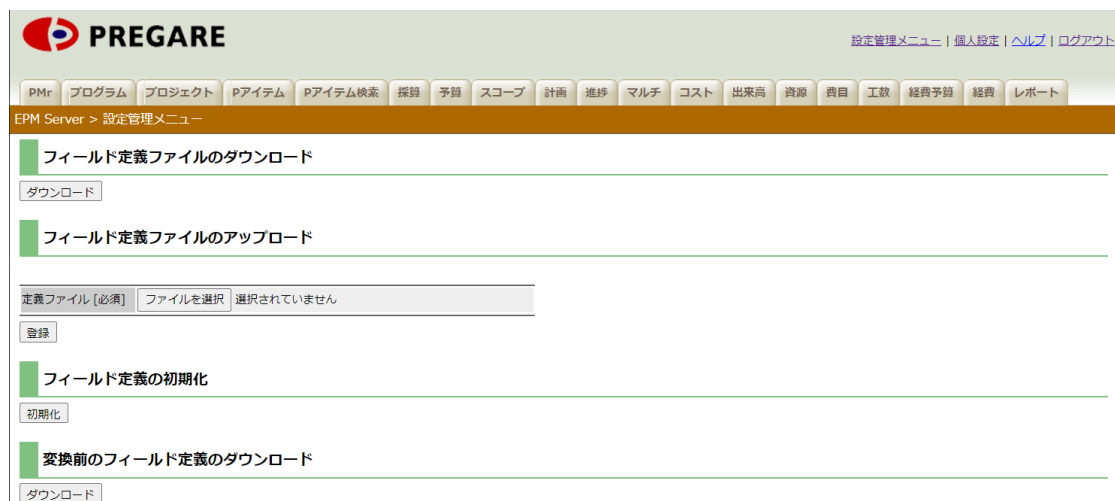 PREGARE
設定管理メニュー | 個人設定 | ヘルプ | ログアウト
PMr プログラム プロジェクト Pアイテム Pアイテム検索 採算 予算 スコープ 計画 進捗 マルチ コスト 出来高 資源 費目 工数 経費予算 経費 レポート
EPM Server > 設定管理メニュー
フィールド定義ファイルのダウンロード
ダウンロード
フィールド定義ファイルのアップロード
定義ファイル [必須] ファイルを選択 選択されていません
登録
フィールド定義の初期化
初期化
変換前のフィールド定義のダウンロード
ダウンロード